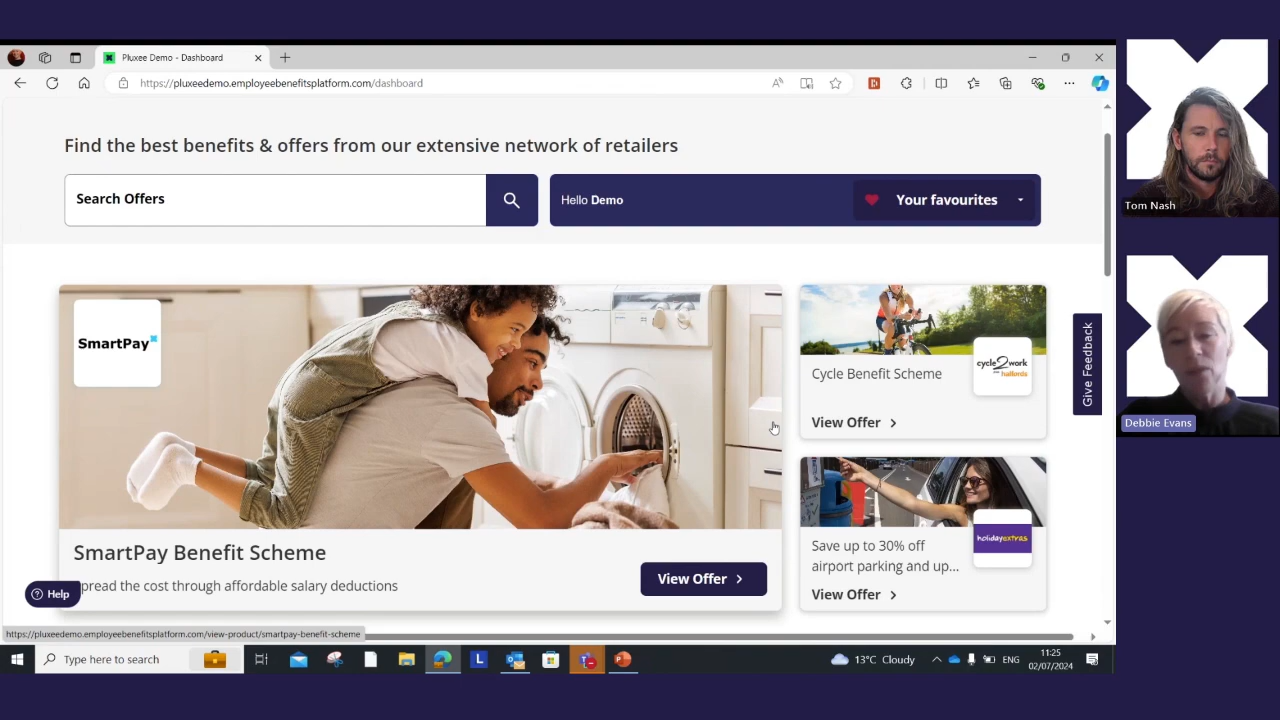 Pluxee Demo - Dashboard
https://pluxeedemo.employeebenefitsplatform.com/dashboard
Find the best benefits & offers from our extensive network of retailers
Search Offers
Hello Demo
Your favourites
SmartPay
cycle2work
halfords
Cycle Benefit Scheme
View Offer
Give Feedback
holidayextras
Save up to 30% off
airport parking and up...
View Offer
SmartPay Benefit Scheme
pread the cost through affordable salary deductions
View Offer
Help
https://pluxeedemo.employeebenefitsplatform.com/view-product/smartpay-benefit-scheme
Type here to search
L
13°C Cloudy
ENG
11:25
02/07/2024
Tom Nash
Debbie Evans